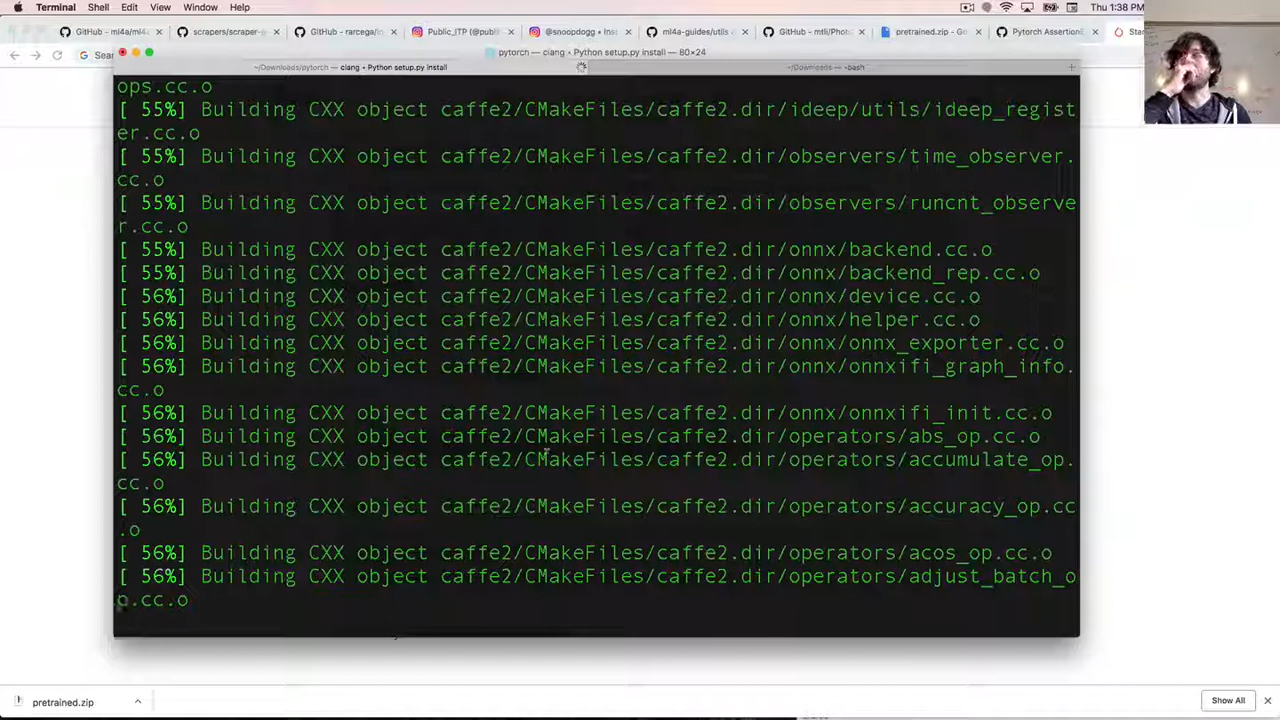 Terminal Shell Edit View Window Help Thu 1:38 PM
GitHub - ml4a/ml4 scrapers/scraper-g GitHub - rarcega/in Public_ITP (@publi @snoopdogg • Ins ml4a-guides/utils a GitHub - mtli/Photo pretrained.zip - Go Pytorch AssertionE Star
pytorch — clang • Python setup.py install — 80×24
Sear
~/Downloads/pytorch — clang • Python setup.py install ~/Downloads — -bash +
ops.cc.o
[ 55%] Building CXX object caffe2/CMakeFiles/caffe2.dir/ideep/utils/ideep_regist
er.cc.o
[ 55%] Building CXX object caffe2/CMakeFiles/caffe2.dir/observers/time_observer.
cc.o
[ 55%] Building CXX object caffe2/CMakeFiles/caffe2.dir/observers/runcnt_observe
r.cc.o
[ 55%] Building CXX object caffe2/CMakeFiles/caffe2.dir/onnx/backend.cc.o
[ 55%] Building CXX object caffe2/CMakeFiles/caffe2.dir/onnx/backend_rep.cc.o
[ 56%] Building CXX object caffe2/CMakeFiles/caffe2.dir/onnx/device.cc.o
[ 56%] Building CXX object caffe2/CMakeFiles/caffe2.dir/onnx/helper.cc.o
[ 56%] Building CXX object caffe2/CMakeFiles/caffe2.dir/onnx/onnx_exporter.cc.o
[ 56%] Building CXX object caffe2/CMakeFiles/caffe2.dir/onnx/onnxifi_graph_info.
cc.o
[ 56%] Building CXX object caffe2/CMakeFiles/caffe2.dir/onnx/onnxifi_init.cc.o
[ 56%] Building CXX object caffe2/CMakeFiles/caffe2.dir/operators/abs_op.cc.o
[ 56%] Building CXX object caffe2/CMakeFiles/caffe2.dir/operators/accumulate_op.
cc.o
[ 56%] Building CXX object caffe2/CMakeFiles/caffe2.dir/operators/accuracy_op.cc
.o
[ 56%] Building CXX object caffe2/CMakeFiles/caffe2.dir/operators/acos_op.cc.o
[ 56%] Building CXX object caffe2/CMakeFiles/caffe2.dir/operators/adjust_batch_o
p.cc.o
pretrained.zip Show All